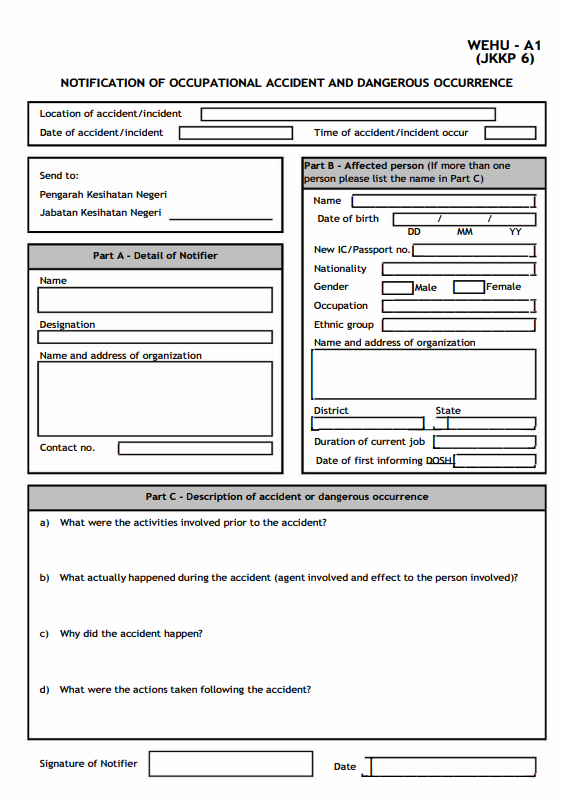 WEHU - A1
(JKKP 6)
NOTIFICATION OF OCCUPATIONAL ACCIDENT AND DANGEROUS OCCURRENCE
Location of accident/incident
Date of accident/incident
Time of accident/incident occur
Send to:
Pengarah Kesihatan Negeri
Jabatan Kesihatan Negeri
Part A - Detail of Notifier
Name
Designation
Name and address of organization
Contact no.
Part B - Affected person (If more than one
person please list the name in Part C)
Name
Date of birth / /
DD MM YY
New IC/Passport no.
Nationality
Gender Male Female
Occupation
Ethnic group
Name and address of organization
District State
Duration of current job
Date of first informing DOSH
Part C - Description of accident or dangerous occurrence
a) What were the activities involved prior to the accident?
b) What actually happened during the accident (agent involved and effect to the person involved)?
c) Why did the accident happen?
d) What were the actions taken following the accident?
Signature of Notifier
Date